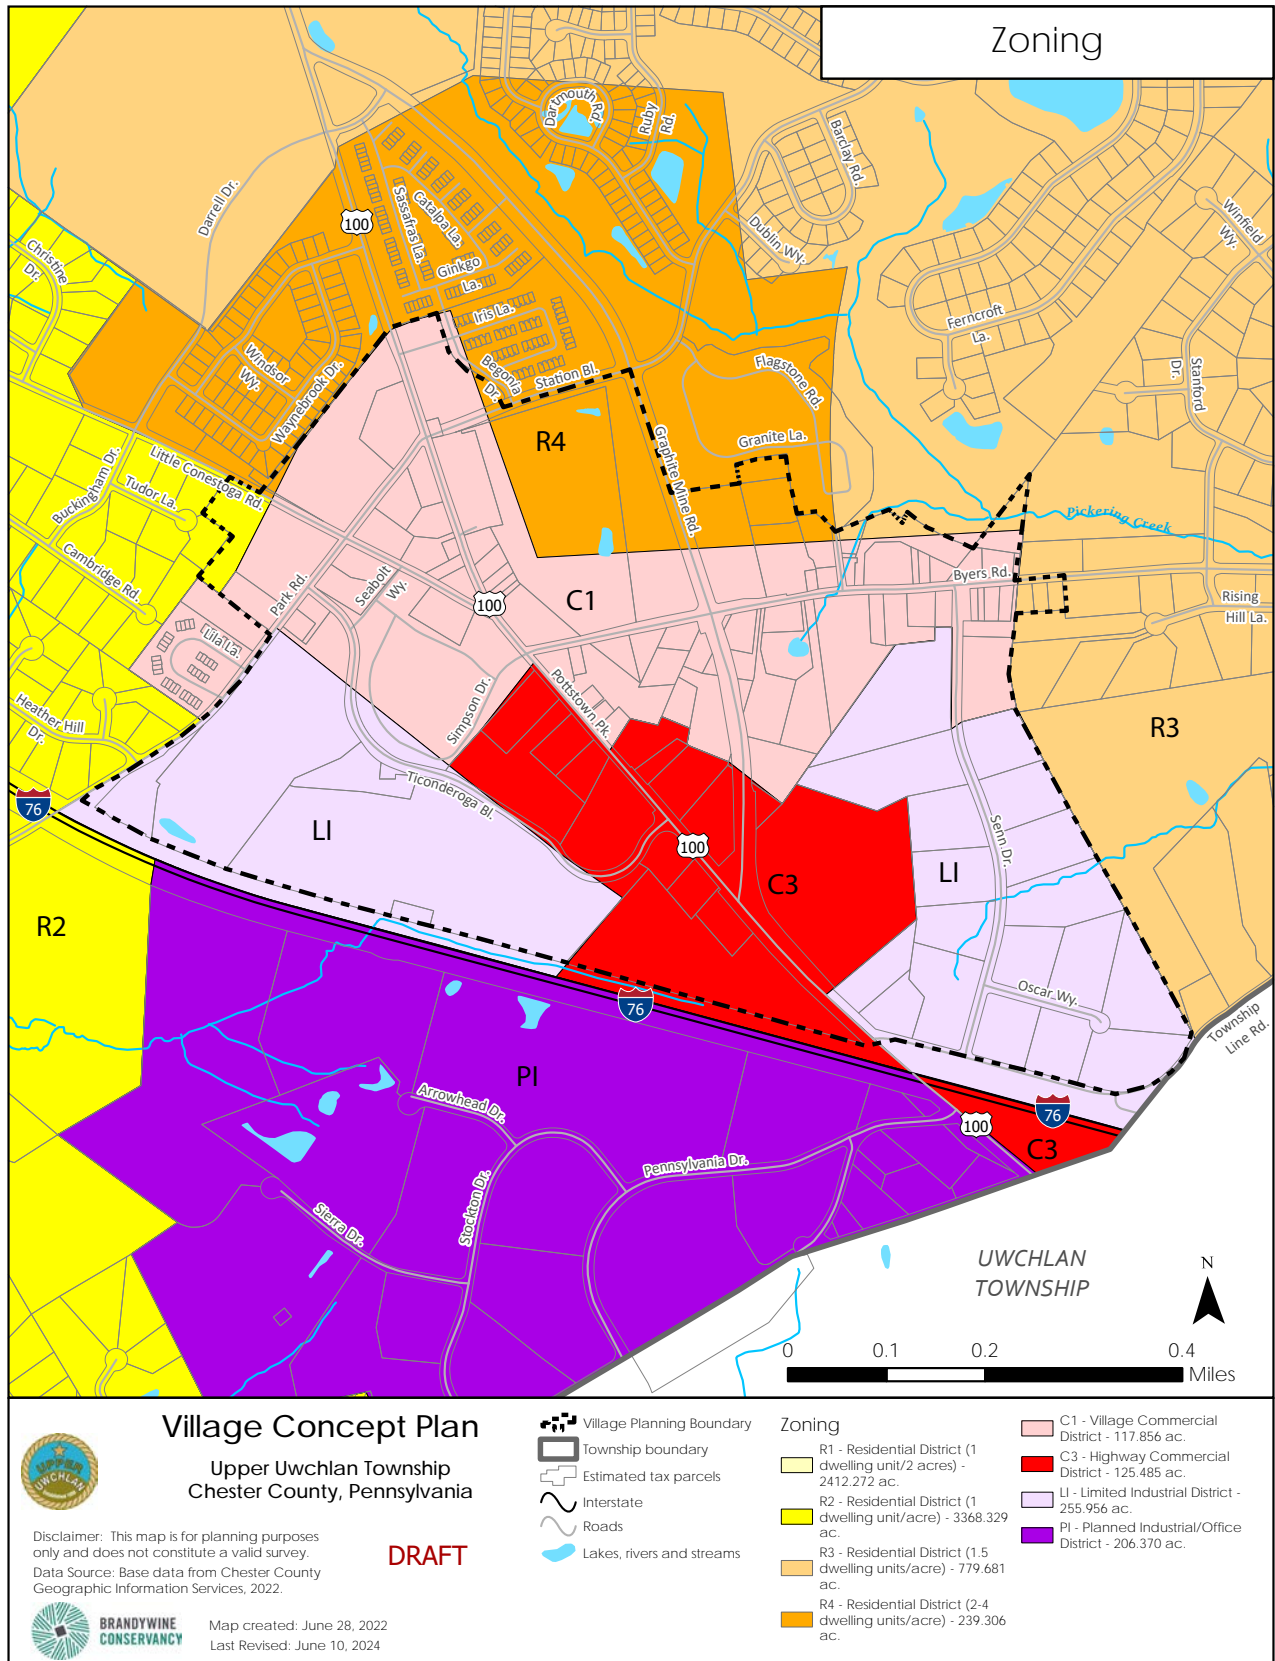 Zoning
Dartmouth Rd.
Ruby
Rd.
Barclay Rd.
Darrell Dr.
100
Sassafras La.
Catalpa La.
Ginkgo
La.
Dublin Wy.
Winfield
Wy.
Christine
Dr.
Iris La.
Ferncroft
La.
Windsor
Wy.
Waynebrook Dr.
Begonia
Dr.
Station Bl.
Flagstone Rd.
Stanford
Dr.
R4
Granite La.
Graphite Mine Rd.
Buckingham Dr.
Little Conestoga Rd.
Tudor La.
Pickering Creek
Cambridge Rd.
Park Rd.
Seabolt
Wy.
100
C1
Byers Rd.
Rising
Hill La.
Lila La.
Heather Hill
Dr.
Simpson Dr.
Pottstown Pk.
R3
Ticonderoga Bl.
76
LI
100
Senn Dr.
C3
LI
R2
Oscar Wy.
76
Township
Line Rd.
PI
Arrowhead Dr.
76
100
C3
Pennsylvania Dr.
Stockton Dr.
Sierra Dr.
UWCHLAN
TOWNSHIP
N
0 0.1 0.2 0.4
Miles
Village Concept Plan
Upper Uwchlan Township
Chester County, Pennsylvania
UPPER
UWCHLAN
Disclaimer: This map is for planning purposes
only and does not constitute a valid survey.
Data Source: Base data from Chester County
Geographic Information Services, 2022.
DRAFT
BRANDYWINE
CONSERVANCY
Map created: June 28, 2022
Last Revised: June 10, 2024
Village Planning Boundary
Township boundary
Estimated tax parcels
Interstate
Roads
Lakes, rivers and streams
Zoning
R1 - Residential District (1
dwelling unit/2 acres) -
2412.272 ac.
R2 - Residential District (1
dwelling unit/acre) - 3368.329
ac.
R3 - Residential District (1.5
dwelling units/acre) - 779.681
ac.
R4 - Residential District (2-4
dwelling units/acre) - 239.306
ac.
C1 - Village Commercial
District - 117.856 ac.
C3 - Highway Commercial
District - 125.485 ac.
LI - Limited Industrial District -
255.956 ac.
PI - Planned Industrial/Office
District - 206.370 ac.